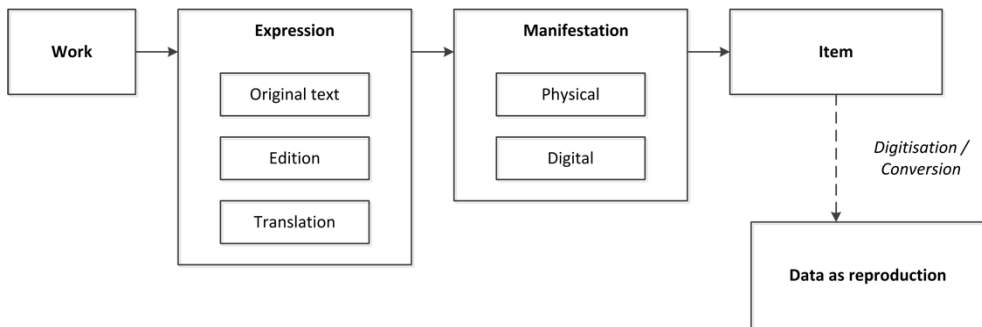 Work
Expression
Original text
Edition
Translation
Manifestation
Physical
Digital
Item
Digitisation /
Conversion
Data as reproduction